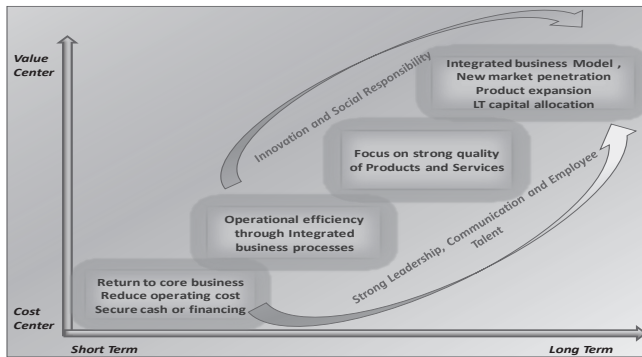 Value
Center
Integrated business Model ,
New market penetration
Product expansion
LT capital allocation
Innovation and Social Responsibility
Focus on strong quality
of Products and Services
Operational efficiency
through Integrated
business processes
Strong Leadership, Communication and Employee
Talent
Return to core business
Reduce operating cost
Secure cash or financing
Cost
Center
Short Term
Long Term